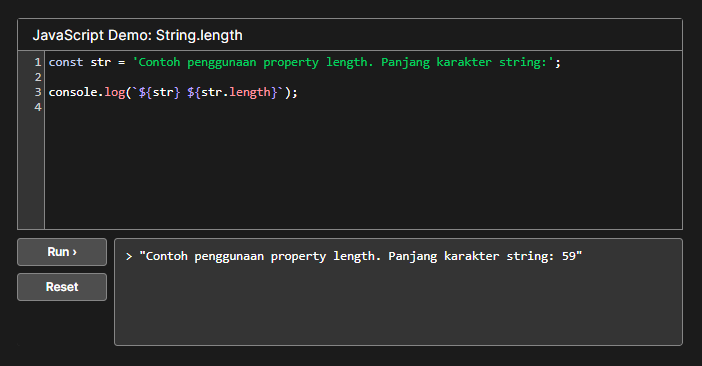 JavaScript Demo: String.length
1 const str = 'Contoh penggunaan property length. Panjang karakter string:';
2
3 console.log(`${str} ${str.length}`);
4
Run ›
> "Contoh penggunaan property length. Panjang karakter string: 59"
Reset